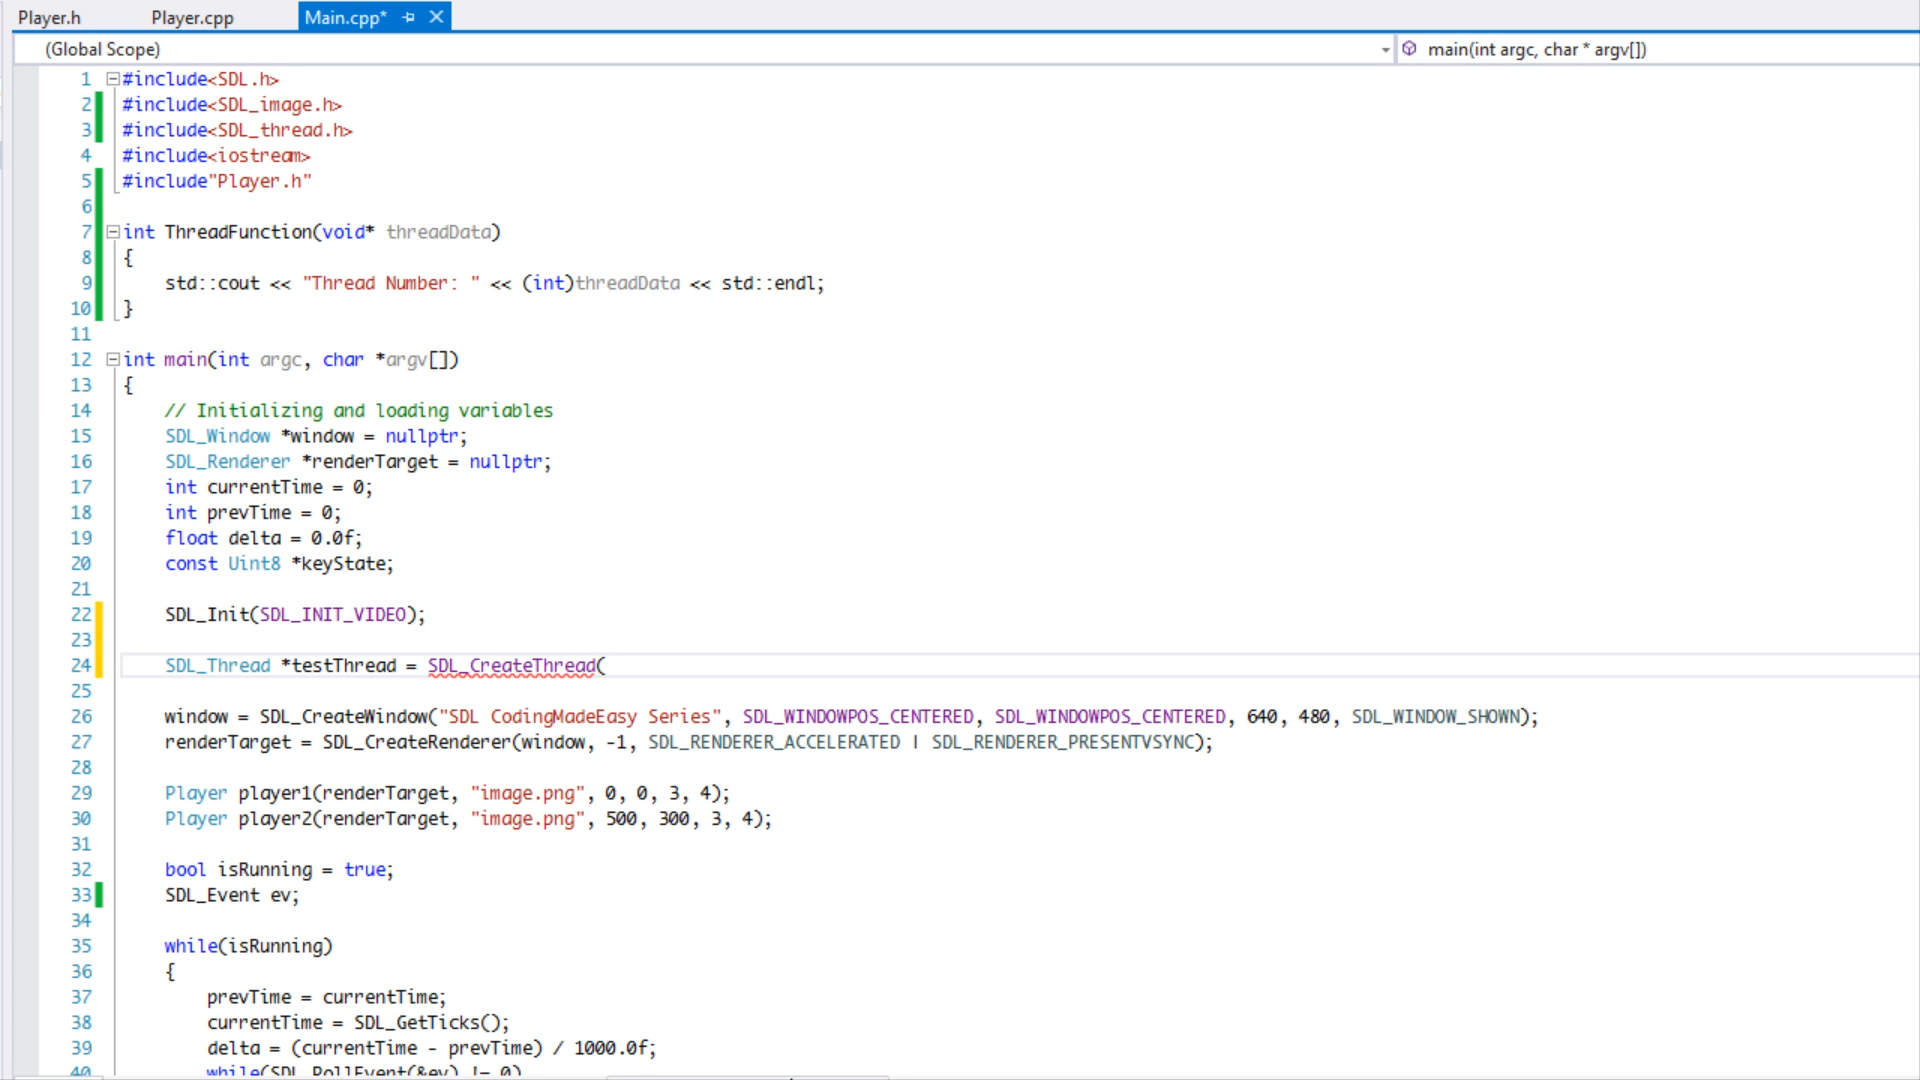 Player.h Player.cpp Main.cpp*
(Global Scope) main(int argc, char * argv[])
1 #include<SDL.h>
2 #include<SDL_image.h>
3 #include<SDL_thread.h>
4 #include<iostream>
5 #include"Player.h"
6
7 int ThreadFunction(void* threadData)
8 {
9 std::cout << "Thread Number: " << (int)threadData << std::endl;
10 }
11
12 int main(int argc, char *argv[])
13 {
14 // Initializing and loading variables
15 SDL_Window *window = nullptr;
16 SDL_Renderer *renderTarget = nullptr;
17 int currentTime = 0;
18 int prevTime = 0;
19 float delta = 0.0f;
20 const Uint8 *keyState;
21
22 SDL_Init(SDL_INIT_VIDEO);
23
24 SDL_Thread *testThread = SDL_CreateThread(
25
26 window = SDL_CreateWindow("SDL CodingMadeEasy Series", SDL_WINDOWPOS_CENTERED, SDL_WINDOWPOS_CENTERED, 640, 480, SDL_WINDOW_SHOWN);
27 renderTarget = SDL_CreateRenderer(window, -1, SDL_RENDERER_ACCELERATED | SDL_RENDERER_PRESENTVSYNC);
28
29 Player player1(renderTarget, "image.png", 0, 0, 3, 4);
30 Player player2(renderTarget, "image.png", 500, 300, 3, 4);
31
32 bool isRunning = true;
33 SDL_Event ev;
34
35 while(isRunning)
36 {
37 prevTime = currentTime;
38 currentTime = SDL_GetTicks();
39 delta = (currentTime - prevTime) / 1000.0f;
40 while(SDL_PollEvent(&ev) != 0)